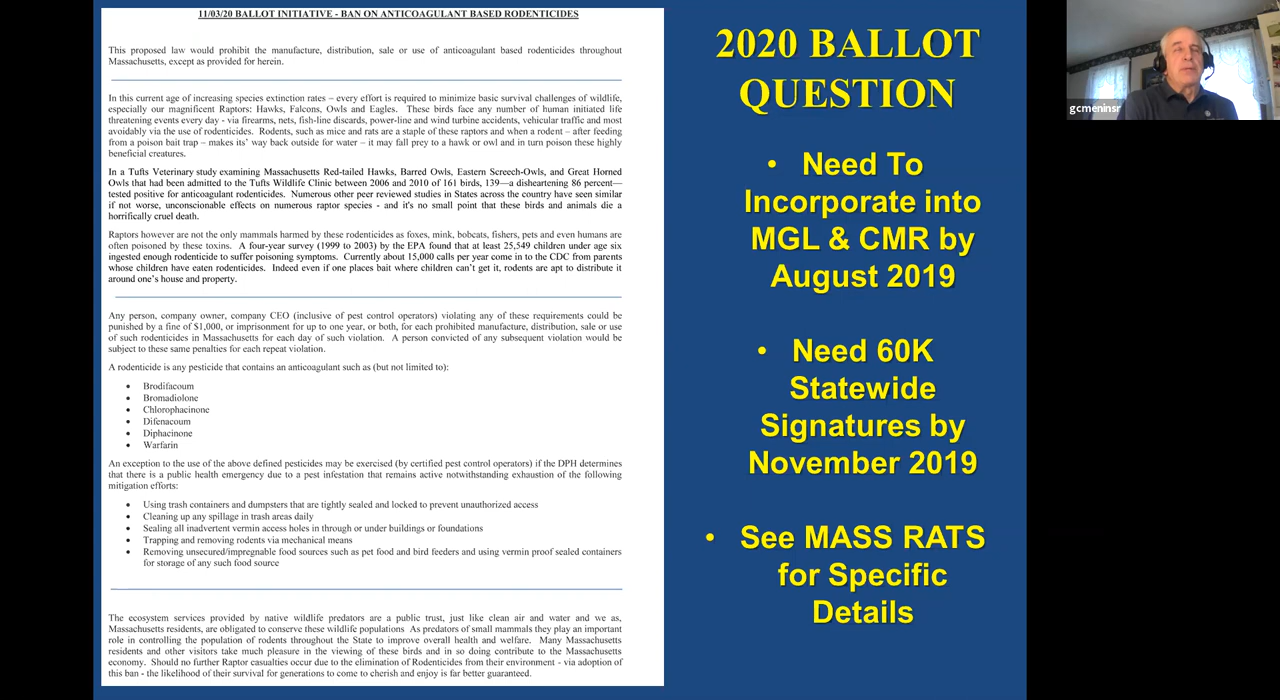 11/03/20 BALLOT INITIATIVE - BAN ON ANTICOAGULANT BASED RODENTICIDES
This proposed law would prohibit the manufacture, distribution, sale or use of anticoagulant based rodenticides throughout
Massachusetts, except as provided for herein.
In this current age of increasing species extinction rates – every effort is required to minimize basic survival challenges of wildlife,
especially our magnificent Raptors: Hawks, Falcons, Owls and Eagles. These birds face any number of human initiated life
threatening events every day - via firearms, nets, fish-line discards, power-line and wind turbine accidents, vehicular traffic and most
avoidably via the use of rodenticides. Rodents, such as mice and rats are a staple of these raptors and when a rodent – after feeding
from a poison bait trap – makes its' way back outside for water – it may fall prey to a hawk or owl and in turn poison these highly
beneficial creatures.
In a Tufts Veterinary study examining Massachusetts Red-tailed Hawks, Barred Owls, Eastern Screech-Owls, and Great Horned
Owls that had been admitted to the Tufts Wildlife Clinic between 2006 and 2010 of 161 birds, 139—a disheartening 86 percent—
tested positive for anticoagulant rodenticides. Numerous other peer reviewed studies in States across the country have seen similar
if not worse, unconscionable effects on numerous raptor species - and it's no small point that these birds and animals die a
horrifically cruel death.
Raptors however are not the only mammals harmed by these rodenticides as foxes, mink, bobcats, fishers, pets and even humans are
often poisoned by these toxins. A four-year survey (1999 to 2003) by the EPA found that at least 25,549 children under age six
ingested enough rodenticide to suffer poisoning symptoms. Currently about 15,000 calls per year come in to the CDC from parents
whose children have eaten rodenticides. Indeed even if one places bait where children can't get it, rodents are apt to distribute it
around one's house and property.
Any person, company owner, company CEO (inclusive of pest control operators) violating any of these requirements could be
punished by a fine of $1,000, or imprisonment for up to one year, or both, for each prohibited manufacture, distribution, sale or use
of such rodenticides in Massachusetts for each day of such violation. A person convicted of any subsequent violation would be
subject to these same penalties for each repeat violation.
A rodenticide is any pesticide that contains an anticoagulant such as (but not limited to):
• Brodifacoum
• Bromadiolone
• Chlorophacinone
• Difenacoum
• Diphacinone
• Warfarin
An exception to the use of the above defined pesticides may be exercised (by certified pest control operators) if the DPH determines
that there is a public health emergency due to a pest infestation that remains active notwithstanding exhaustion of the following
mitigation efforts:
• Using trash containers and dumpsters that are tightly sealed and locked to prevent unauthorized access
• Cleaning up any spillage in trash areas daily
• Sealing all inadvertent vermin access holes in through or under buildings or foundations
• Trapping and removing rodents via mechanical means
• Removing unsecured/impregnable food sources such as pet food and bird feeders and using vermin proof sealed containers
for storage of any such food source
The ecosystem services provided by native wildlife predators are a public trust, just like clean air and water and we as,
Massachusetts residents, are obligated to conserve these wildlife populations As predators of small mammals they play an important
role in controlling the population of rodents throughout the State to improve overall health and welfare. Many Massachusetts
residents and other visitors take much pleasure in the viewing of these birds and in so doing contribute to the Massachusetts
economy. Should no further Raptor casualties occur due to the elimination of Rodenticides from their environment - via adoption of
this ban - the likelihood of their survival for generations to come to cherish and enjoy is far better guaranteed.
2020 BALLOT
QUESTION
• Need To
Incorporate into
MGL & CMR by
August 2019
• Need 60K
Statewide
Signatures by
November 2019
• See MASS RATS
for Specific
Details
gcmeninsr